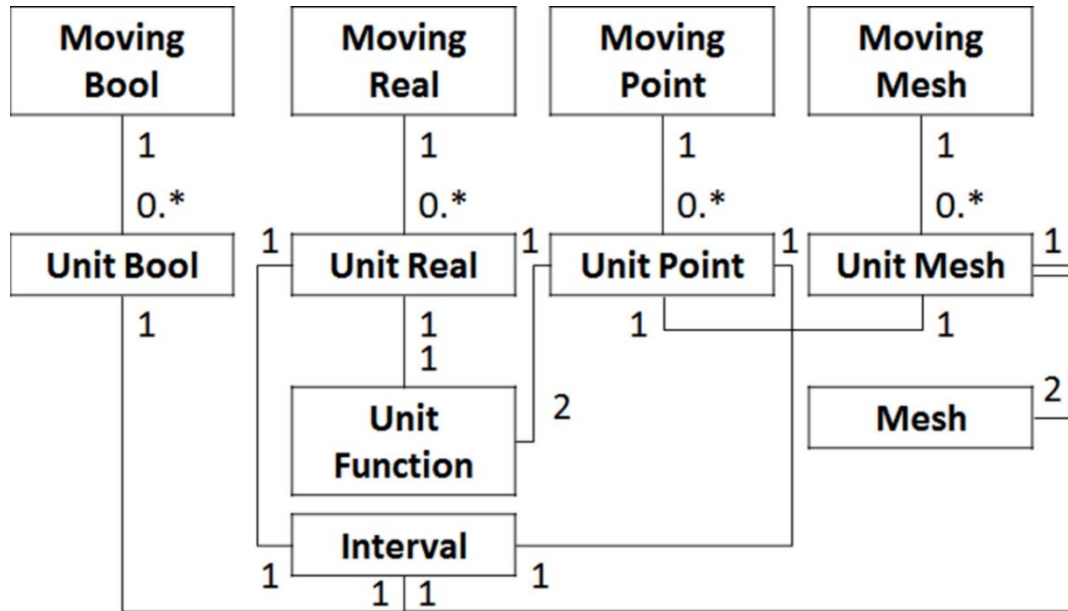 Moving
Bool
Moving
Real
Moving
Point
Moving
Mesh
1
1
1
1
0.*
0.*
0.*
0.*
Unit Bool
1
Unit Real
1
Unit Point
1
Unit Mesh
1
1
1
1
1
1
Unit
Function
2
Mesh
2
Interval
1
1
1
1